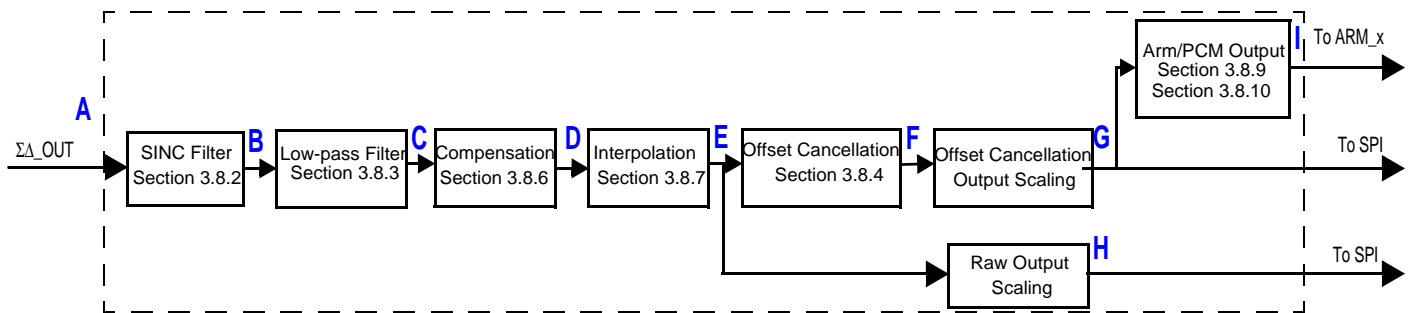 I
To ARM_x
Arm/PCM Output
Section 3.8.9
Section 3.8.10
A
ΣΔ_OUT
SINC Filter
Section 3.8.2
B
Low-pass Filter
Section 3.8.3
C
Compensation
Section 3.8.6
D
Interpolation
Section 3.8.7
E
Offset Cancellation
Section 3.8.4
F
Offset Cancellation
Output Scaling
G
To SPI
Raw Output
Scaling
H
To SPI